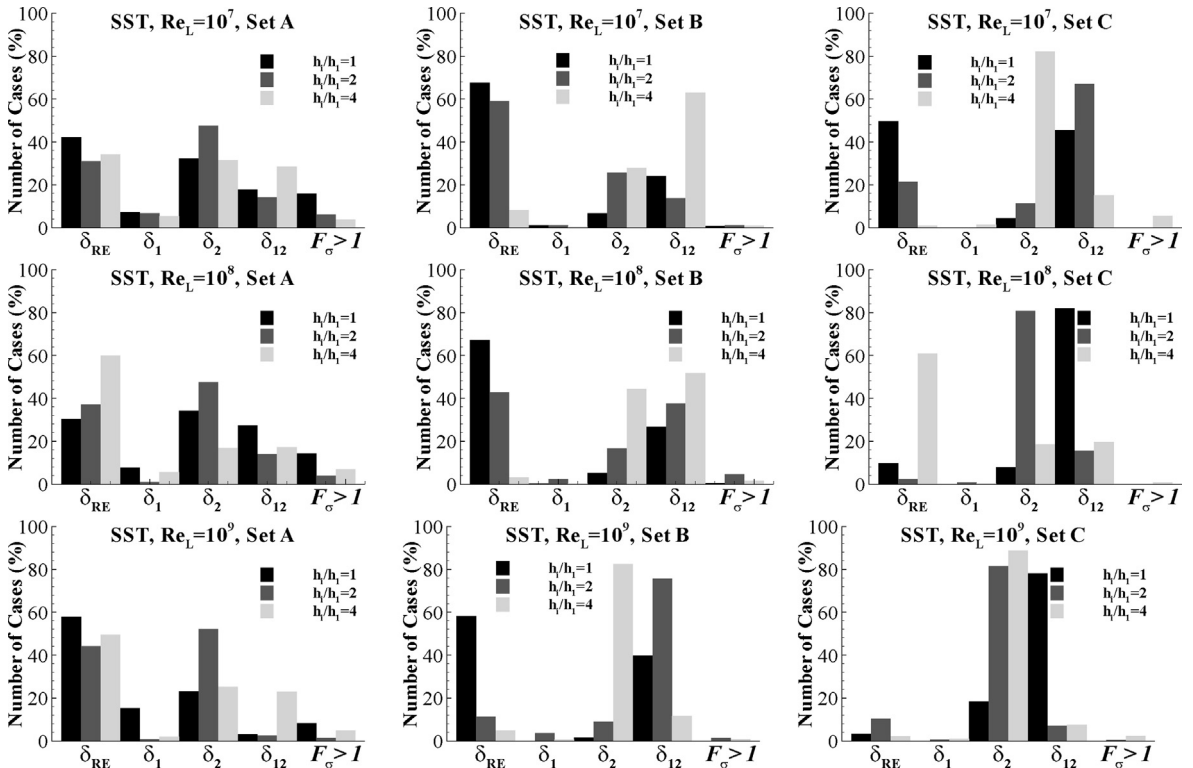 SST, Re_L=10^7, Set A
Number of Cases (%)
100
80
60
40
20
0
h_i/h_1=1
h_i/h_1=2
h_i/h_1=4
δ_RE δ_1 δ_2 δ_12 F_σ>1
SST, Re_L=10^7, Set B
Number of Cases (%)
100
80
60
40
20
0
h_i/h_1=1
h_i/h_1=2
h_i/h_1=4
δ_RE δ_1 δ_2 δ_12 F_σ>1
SST, Re_L=10^7, Set C
Number of Cases (%)
100
80
60
40
20
0
h_i/h_1=1
h_i/h_1=2
h_i/h_1=4
δ_RE δ_1 δ_2 δ_12 F_σ>1
SST, Re_L=10^8, Set A
Number of Cases (%)
100
80
60
40
20
0
h_i/h_1=1
h_i/h_1=2
h_i/h_1=4
δ_RE δ_1 δ_2 δ_12 F_σ>1
SST, Re_L=10^8, Set B
Number of Cases (%)
100
80
60
40
20
0
h_i/h_1=1
h_i/h_1=2
h_i/h_1=4
δ_RE δ_1 δ_2 δ_12 F_σ>1
SST, Re_L=10^8, Set C
Number of Cases (%)
100
80
60
40
20
0
h_i/h_1=1
h_i/h_1=2
h_i/h_1=4
δ_RE δ_1 δ_2 δ_12 F_σ>1
SST, Re_L=10^9, Set A
Number of Cases (%)
100
80
60
40
20
0
h_i/h_1=1
h_i/h_1=2
h_i/h_1=4
δ_RE δ_1 δ_2 δ_12 F_σ>1
SST, Re_L=10^9, Set B
Number of Cases (%)
100
80
60
40
20
0
h_i/h_1=1
h_i/h_1=2
h_i/h_1=4
δ_RE δ_1 δ_2 δ_12 F_σ>1
SST, Re_L=10^9, Set C
Number of Cases (%)
100
80
60
40
20
0
h_i/h_1=1
h_i/h_1=2
h_i/h_1=4
δ_RE δ_1 δ_2 δ_12 F_σ>1